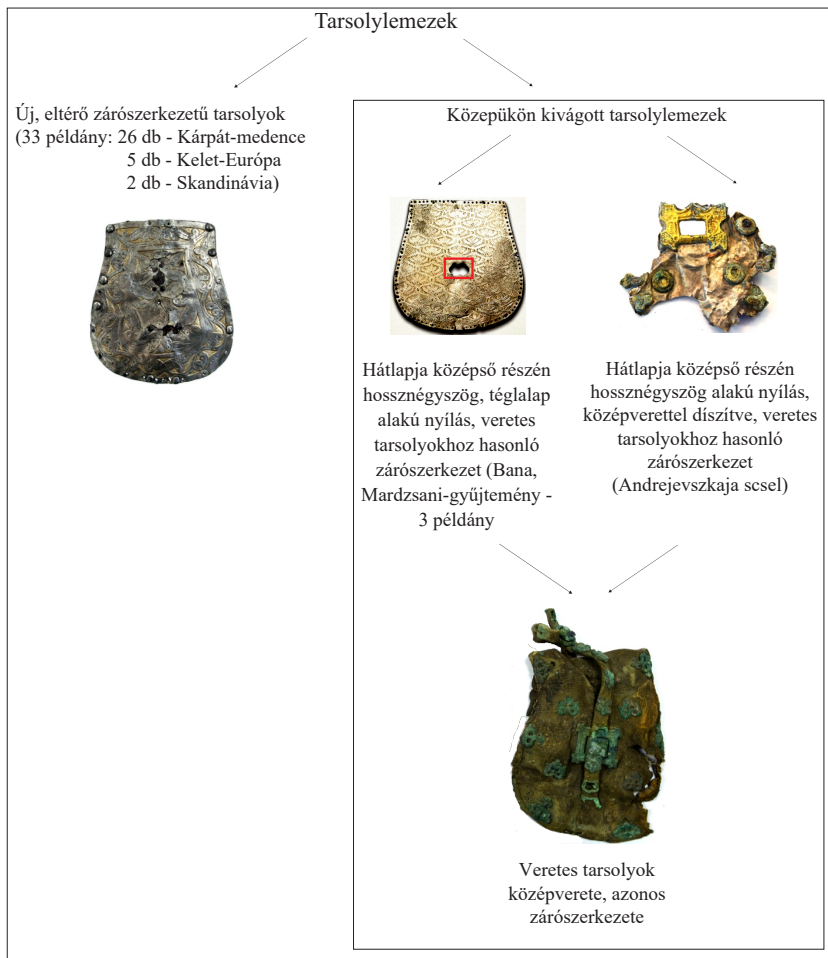 Tarsolylemezek
Új, eltérő zárószerkezetű tarsolyok
(33 példány: 26 db - Kárpát-medence
5 db - Kelet-Európa
2 db - Skandinávia)
Közepükön kivágott tarsolylemezek
Hátlapja középső részén
hossznégyszög, téglalap
alakú nyílás, veretes
tarsolyokhoz hasonló
zárószerkezet (Bana,
Mardzsani-gyűjtemény -
3 példány
Hátlapja középső részén
hossznégyszög alakú nyílás,
középverettel díszítve, veretes
tarsolyokhoz hasonló
zárószerkezet
(Andrejevszkaja scsel)
Veretes tarsolyok
középverete, azonos
zárószerkezete